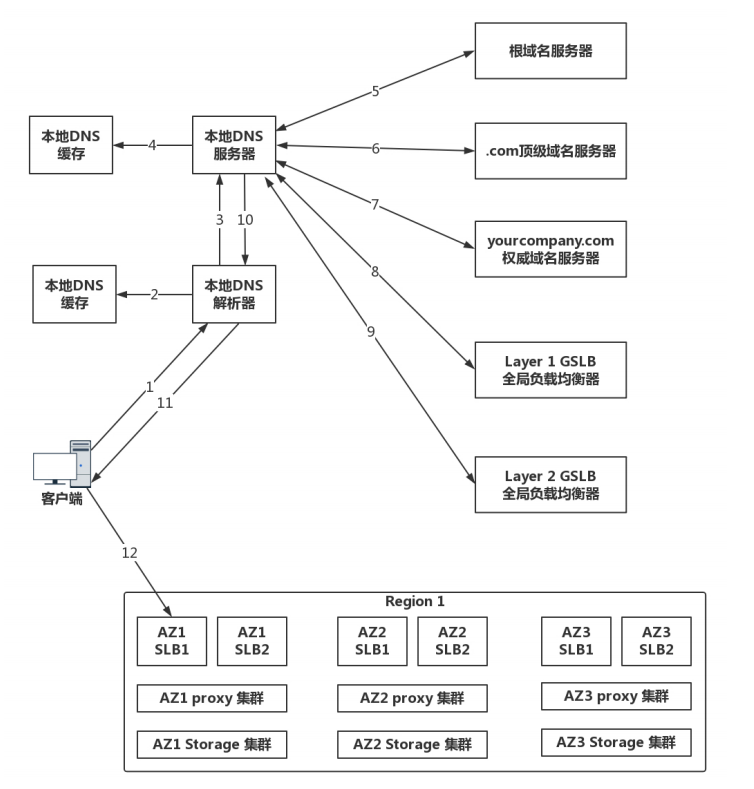 根域名服务器
5
本地DNS
缓存
4
本地DNS
服务器
6
.com顶级域名服务器
7
3
10
yourcompany.com
权威域名服务器
8
本地DNS
缓存
2
本地DNS
解析器
9
Layer 1 GSLB
全局负载均衡器
1
11
Layer 2 GSLB
全局负载均衡器
客户端
12
Region 1
AZ1
SLB1
AZ1
SLB2
AZ2
SLB1
AZ2
SLB2
AZ3
SLB1
AZ3
SLB2
AZ1 proxy 集群
AZ2 proxy 集群
AZ3 proxy 集群
AZ1 Storage 集群
AZ2 Storage 集群
AZ3 Storage 集群